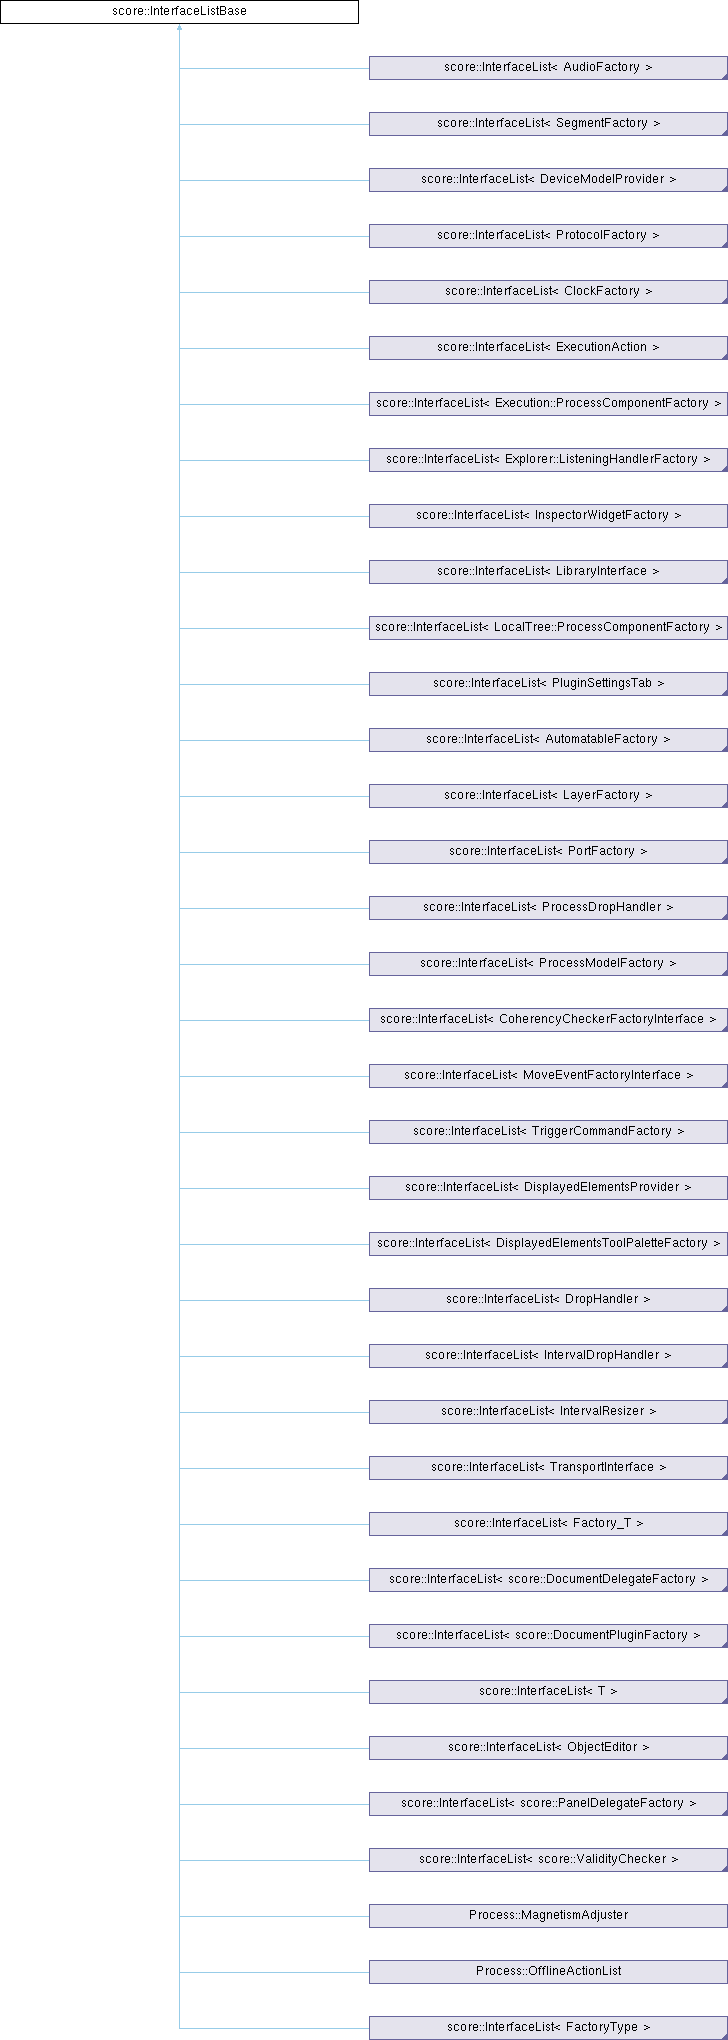 score::InterfaceListBase
score::InterfaceList< AudioFactory >
score::InterfaceList< SegmentFactory >
score::InterfaceList< DeviceModelProvider >
score::InterfaceList< ProtocolFactory >
score::InterfaceList< ClockFactory >
score::InterfaceList< ExecutionAction >
score::InterfaceList< Execution::ProcessComponentFactory >
score::InterfaceList< Explorer::ListeningHandlerFactory >
score::InterfaceList< InspectorWidgetFactory >
score::InterfaceList< LibraryInterface >
score::InterfaceList< LocalTree::ProcessComponentFactory >
score::InterfaceList< PluginSettingsTab >
score::InterfaceList< AutomatableFactory >
score::InterfaceList< LayerFactory >
score::InterfaceList< PortFactory >
score::InterfaceList< ProcessDropHandler >
score::InterfaceList< ProcessModelFactory >
score::InterfaceList< CoherencyCheckerFactoryInterface >
score::InterfaceList< MoveEventFactoryInterface >
score::InterfaceList< TriggerCommandFactory >
score::InterfaceList< DisplayedElementsProvider >
score::InterfaceList< DisplayedElementsToolPaletteFactory >
score::InterfaceList< DropHandler >
score::InterfaceList< IntervalDropHandler >
score::InterfaceList< IntervalResizer >
score::InterfaceList< TransportInterface >
score::InterfaceList< Factory_T >
score::InterfaceList< score::DocumentDelegateFactory >
score::InterfaceList< score::DocumentPluginFactory >
score::InterfaceList< T >
score::InterfaceList< ObjectEditor >
score::InterfaceList< score::PanelDelegateFactory >
score::InterfaceList< score::ValidityChecker >
Process::MagnetismAdjuster
Process::OfflineActionList
score::InterfaceList< FactoryType >